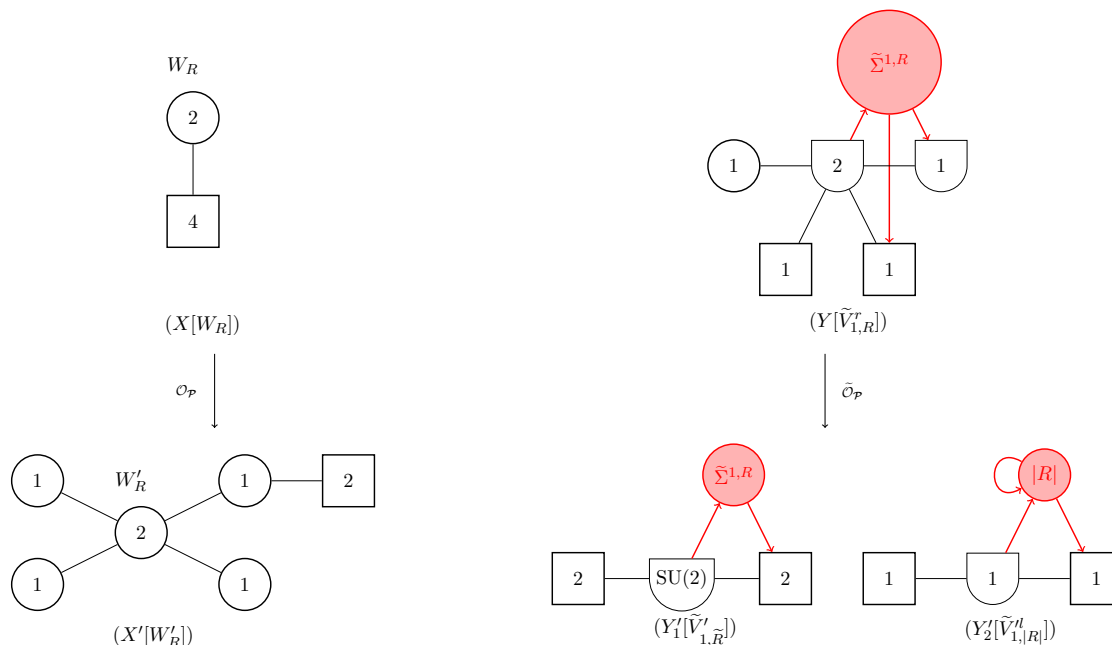 W_R
2
4
(X[W_R])
𝒪_𝓟
1
1
2
W'_R
2
1
1
(X'[W'_R])
Σ̃^{1,R}
1
2
1
1
1
(Y[Ṽ^r_{1,R}])
𝒪̃_𝓟
Σ̃^{1,R}
2
SU(2)
2
(Y'_1[Ṽ'_{1,R̃}])
|R|
1
1
1
(Y'_2[Ṽ'^l_{1,|R|}])